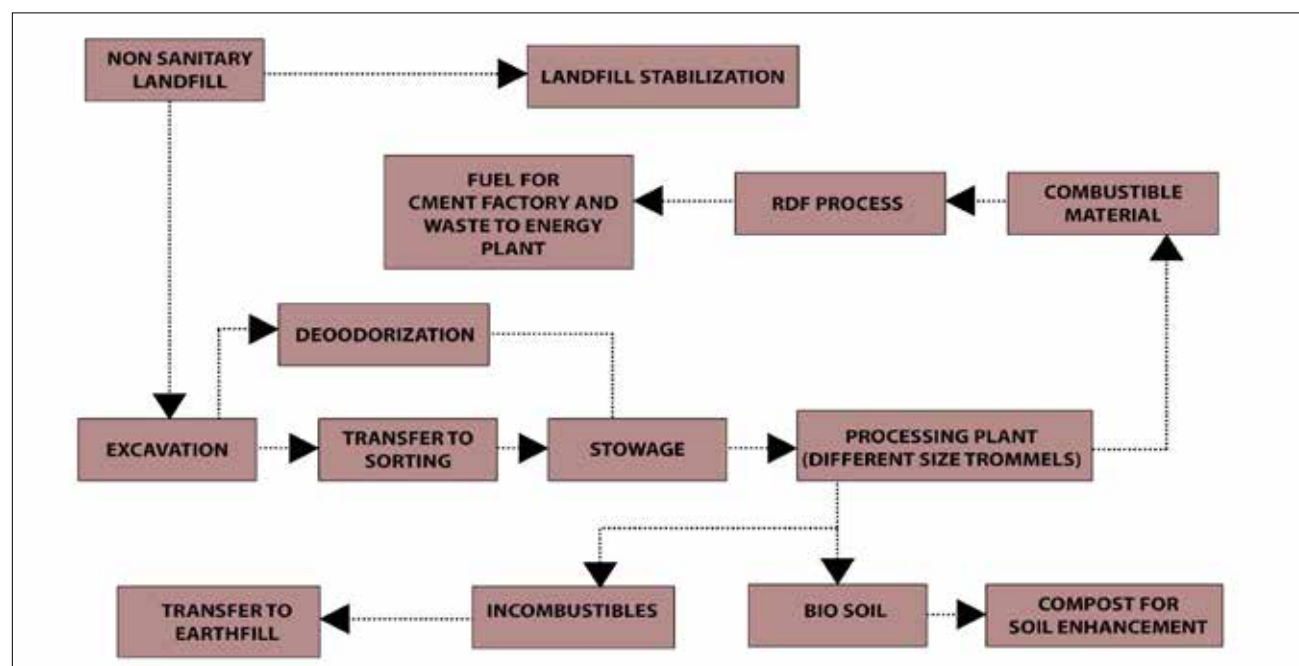 NON SANITARY
LANDFILL
LANDFILL STABILIZATION
FUEL FOR
CMENT FACTORY AND
WASTE TO ENERGY
PLANT
RDF PROCESS
COMBUSTIBLE
MATERIAL
DEOODORIZATION
EXCAVATION
TRANSFER TO
SORTING
STOWAGE
PROCESSING PLANT
(DIFFERENT SIZE TROMMELS)
TRANSFER TO
EARTHFILL
INCOMBUSTIBLES
BIO SOIL
COMPOST FOR
SOIL ENHANCEMENT